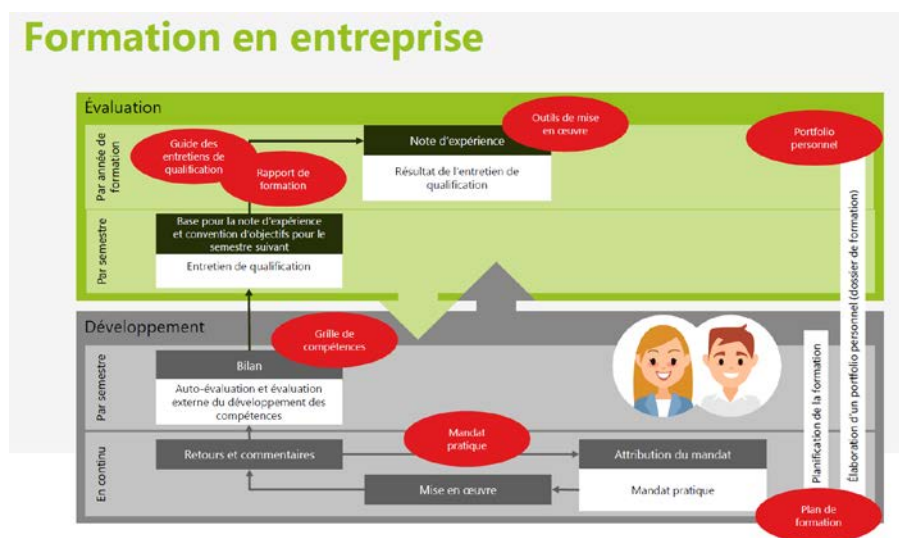 Formation en entreprise
Évaluation
Par année de
formation
Guide des
entretiens de
qualification
Rapport de
formation
Note d'expérience
Résultat de l'entretien de
qualification
Outils de mise
en œuvre
Portfolio
personnel
Par semestre
Base pour la note d'expérience
et convention d'objectifs pour le
semestre suivant
Entretien de qualification
Développement
Par semestre
Grille de
compétences
Bilan
Auto-évaluation et évaluation
externe du développement des
compétences
En continu
Retours et commentaires
Mandat
pratique
Attribution du mandat
Mandat pratique
Mise en œuvre
Planification de la formation
Élaboration d'un portfolio personnel (dossier de formation)
Plan de
formation